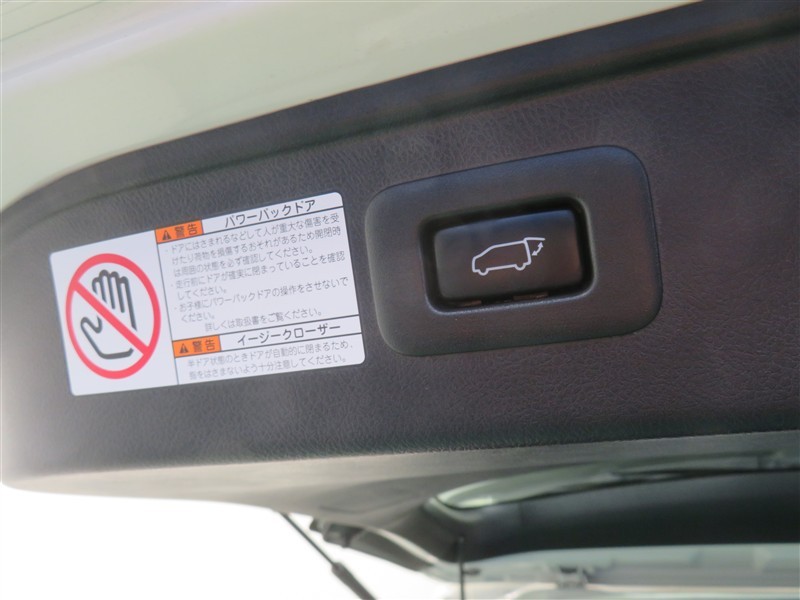 警告 パワーバックドア
・ドアにはさまれるなどして人が重大な傷害を受
けたり荷物を損傷するおそれがあるため開閉時
は周囲の状態を必ず確認してください。
・走行前にドアが確実に閉まっていることを確認
してください。
・お子様にパワーバックドアの操作をさせないで
ください。
詳しくは取扱書をご覧ください。
警告 イージークローザー
半ドア状態のときドアが自動的に閉まるため、
指をはさまないよう十分注意してください。